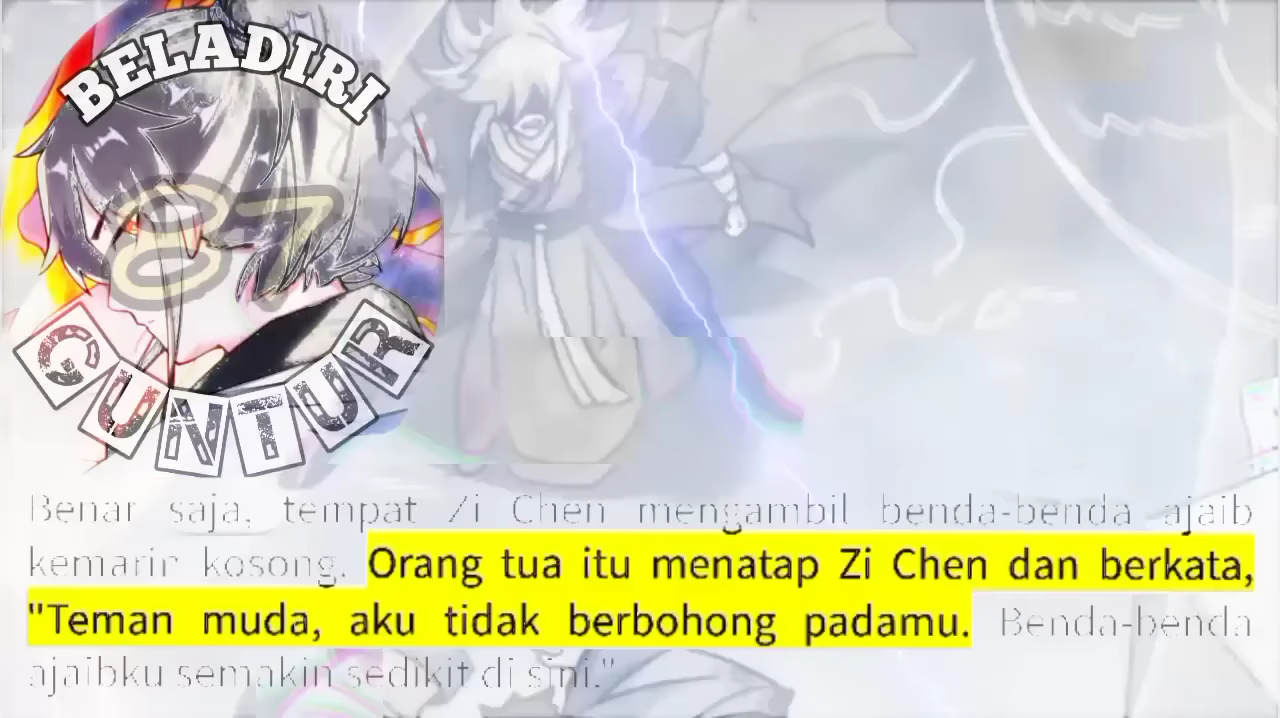 BELADIRI
87
GUNTUR
Benar saja, tempat Zi Chen mengambil benda-benda ajaib
kemarin kosong. Orang tua itu menatap Zi Chen dan berkata,
"Teman muda, aku tidak berbohong padamu. Benda-benda
ajaibku semakin sedikit di sini."